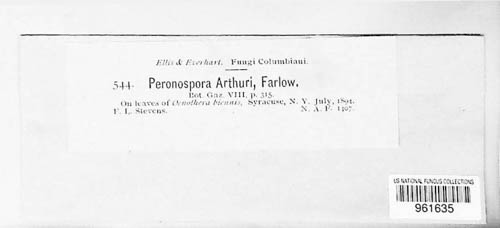 Ellis & Everhart. Fungi Columbiani.
544. Peronospora Arthuri, Farlow.
Bot. Gaz. VIII, p. 315.
On leaves of Oenothera biennis, Syracuse, N. Y. July, 1894.
F. L. Stevens. N. A. F. 1407.
US NATIONAL FUNGUS COLLECTIONS
961635